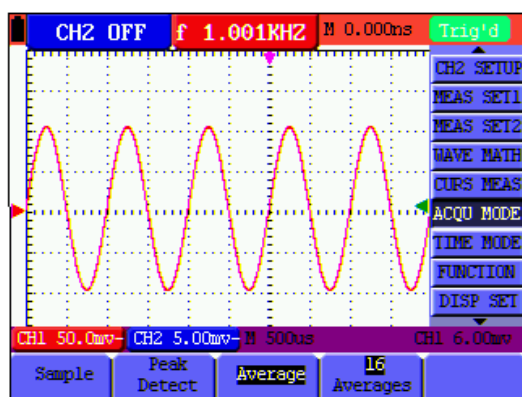 CH2 OFF f 1.001KHZ M 0.000ns Trig'd
CH2 SETUP
MEAS SET1
MEAS SET2
WAVE MATH
CURS MEAS
ACQU MODE
TIME MODE
FUNCTION
DISP SET
CH1 50.0mv~ CH2 5.00mv~ M 500us CH1 6.00mv
Sample
Peak
Detect
Average
16
Averages